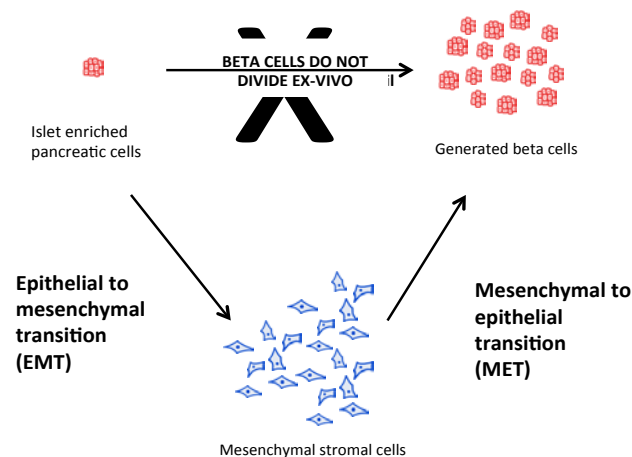 BETA CELLS DO NOT
DIVIDE EX-VIVO
Islet enriched
pancreatic cells
Generated beta cells
Epithelial to
mesenchymal
transition
(EMT)
Mesenchymal to
epithelial
transition
(MET)
Mesenchymal stromal cells